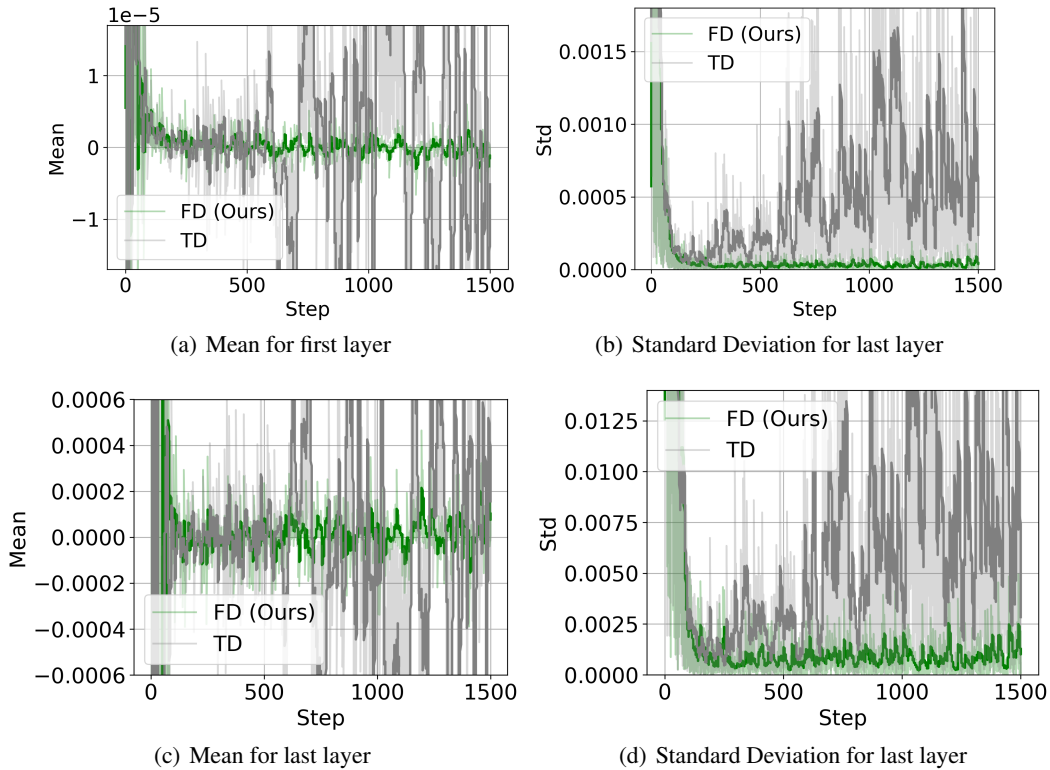 1e−5
1
0
−1
Mean
FD (Ours)
TD
0
500
1000
1500
Step
(a) Mean for first layer
0.0015
0.0010
0.0005
0.0000
Std
FD (Ours)
TD
0
500
1000
1500
Step
(b) Standard Deviation for last layer
0.0006
0.0004
0.0002
0.0000
−0.0002
−0.0004
−0.0006
Mean
FD (Ours)
TD
0
500
1000
1500
Step
(c) Mean for last layer
0.0125
0.0100
0.0075
0.0050
0.0025
0.0000
Std
FD (Ours)
TD
0
500
1000
1500
Step
(d) Standard Deviation for last layer